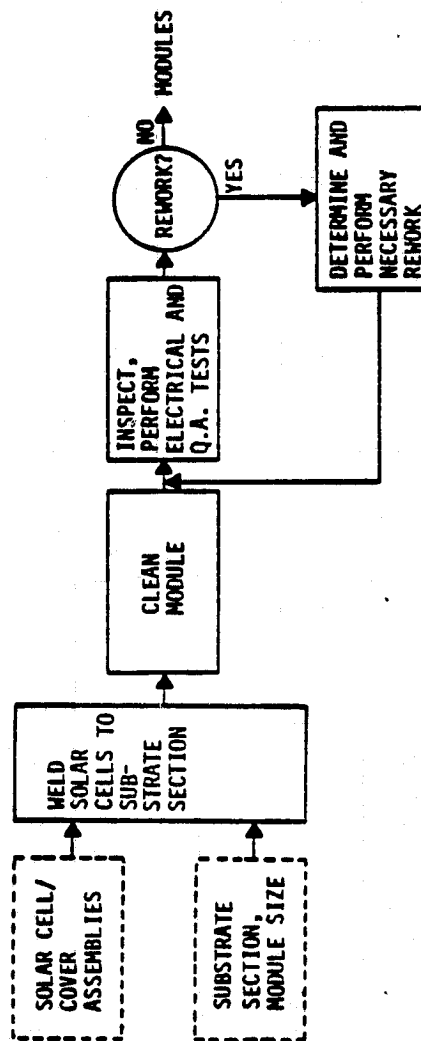 SOLAR CELL/
COVER
ASSEMBLIES
SUBSTRATE
SECTION,
MODULE SIZE
WELD
SOLAR
CELLS TO
SUB-
STRATE
SECTION
CLEAN
MODULE
INSPECT,
PERFORM
ELECTRICAL AND
Q.A. TESTS
REWORK?
NO
MODULES
YES
DETERMINE AND
PERFORM
NECESSARY
REWORK